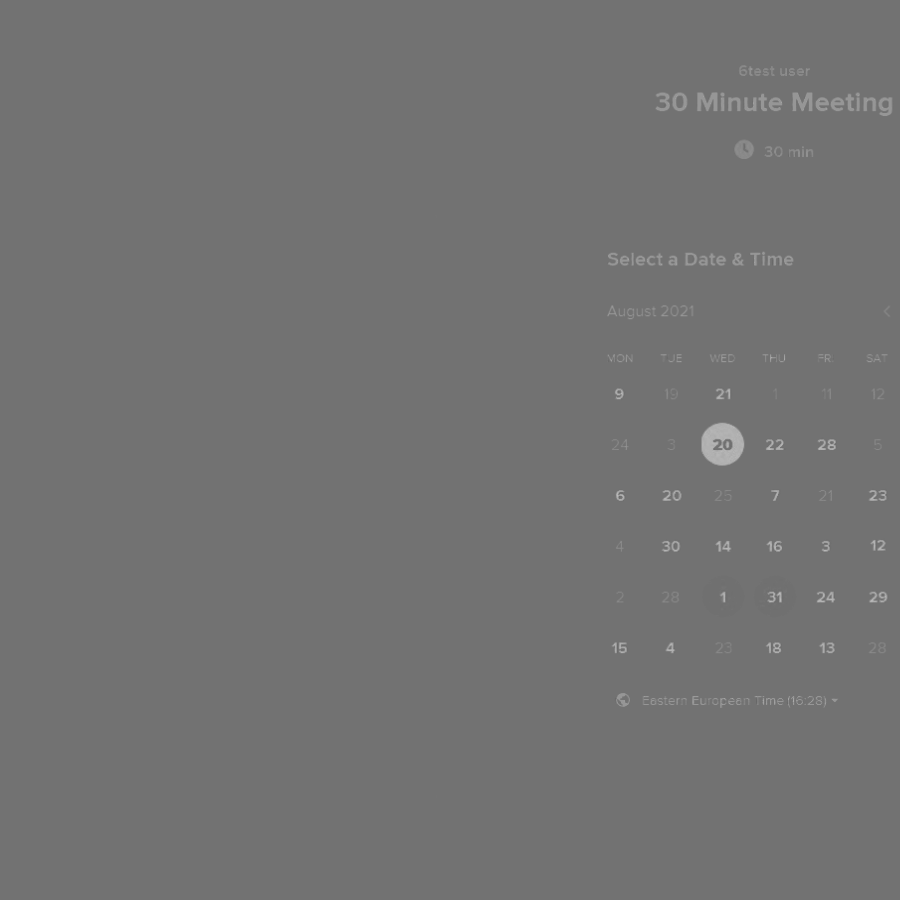 6test user
30 Minute Meeting
30 min
Select a Date & Time
August 2021
MON TUE WED THU FR. SAT
9 19 21 1 11 12
24 3 20 22 28 5
6 20 25 7 21 23
4 30 14 16 3 12
2 28 1 31 24 29
15 4 23 18 13 28
Eastern European Time (16:28)